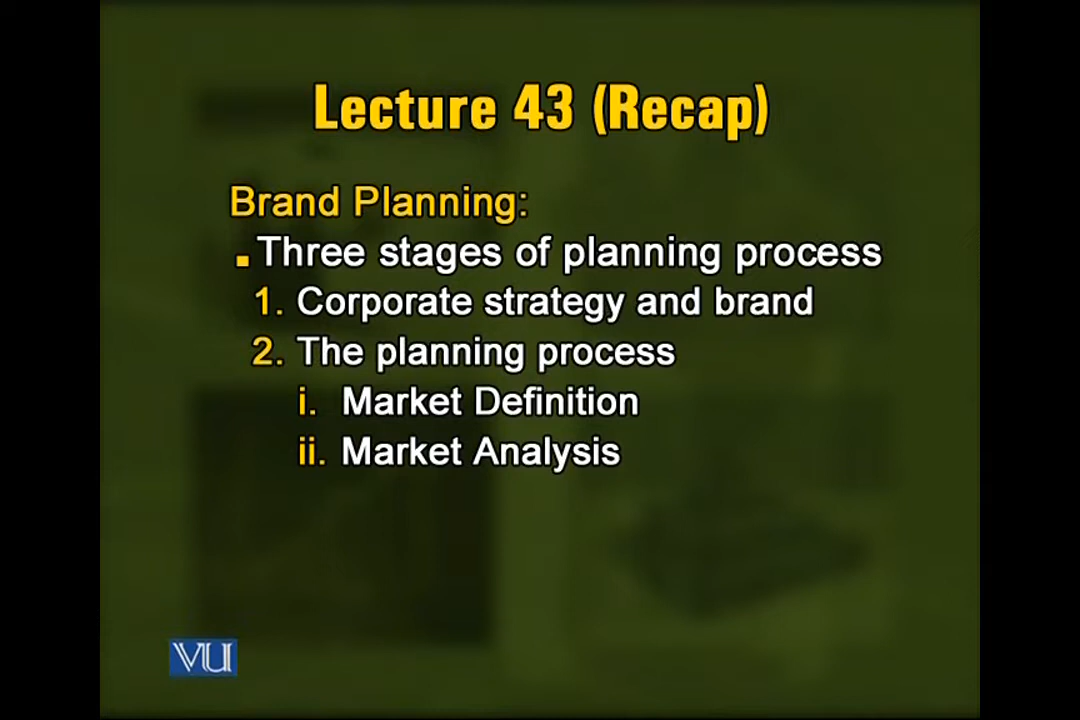 Lecture 43 (Recap)
Brand Planning:
▪Three stages of planning process
1. Corporate strategy and brand
2. The planning process
i. Market Definition
ii. Market Analysis
VU